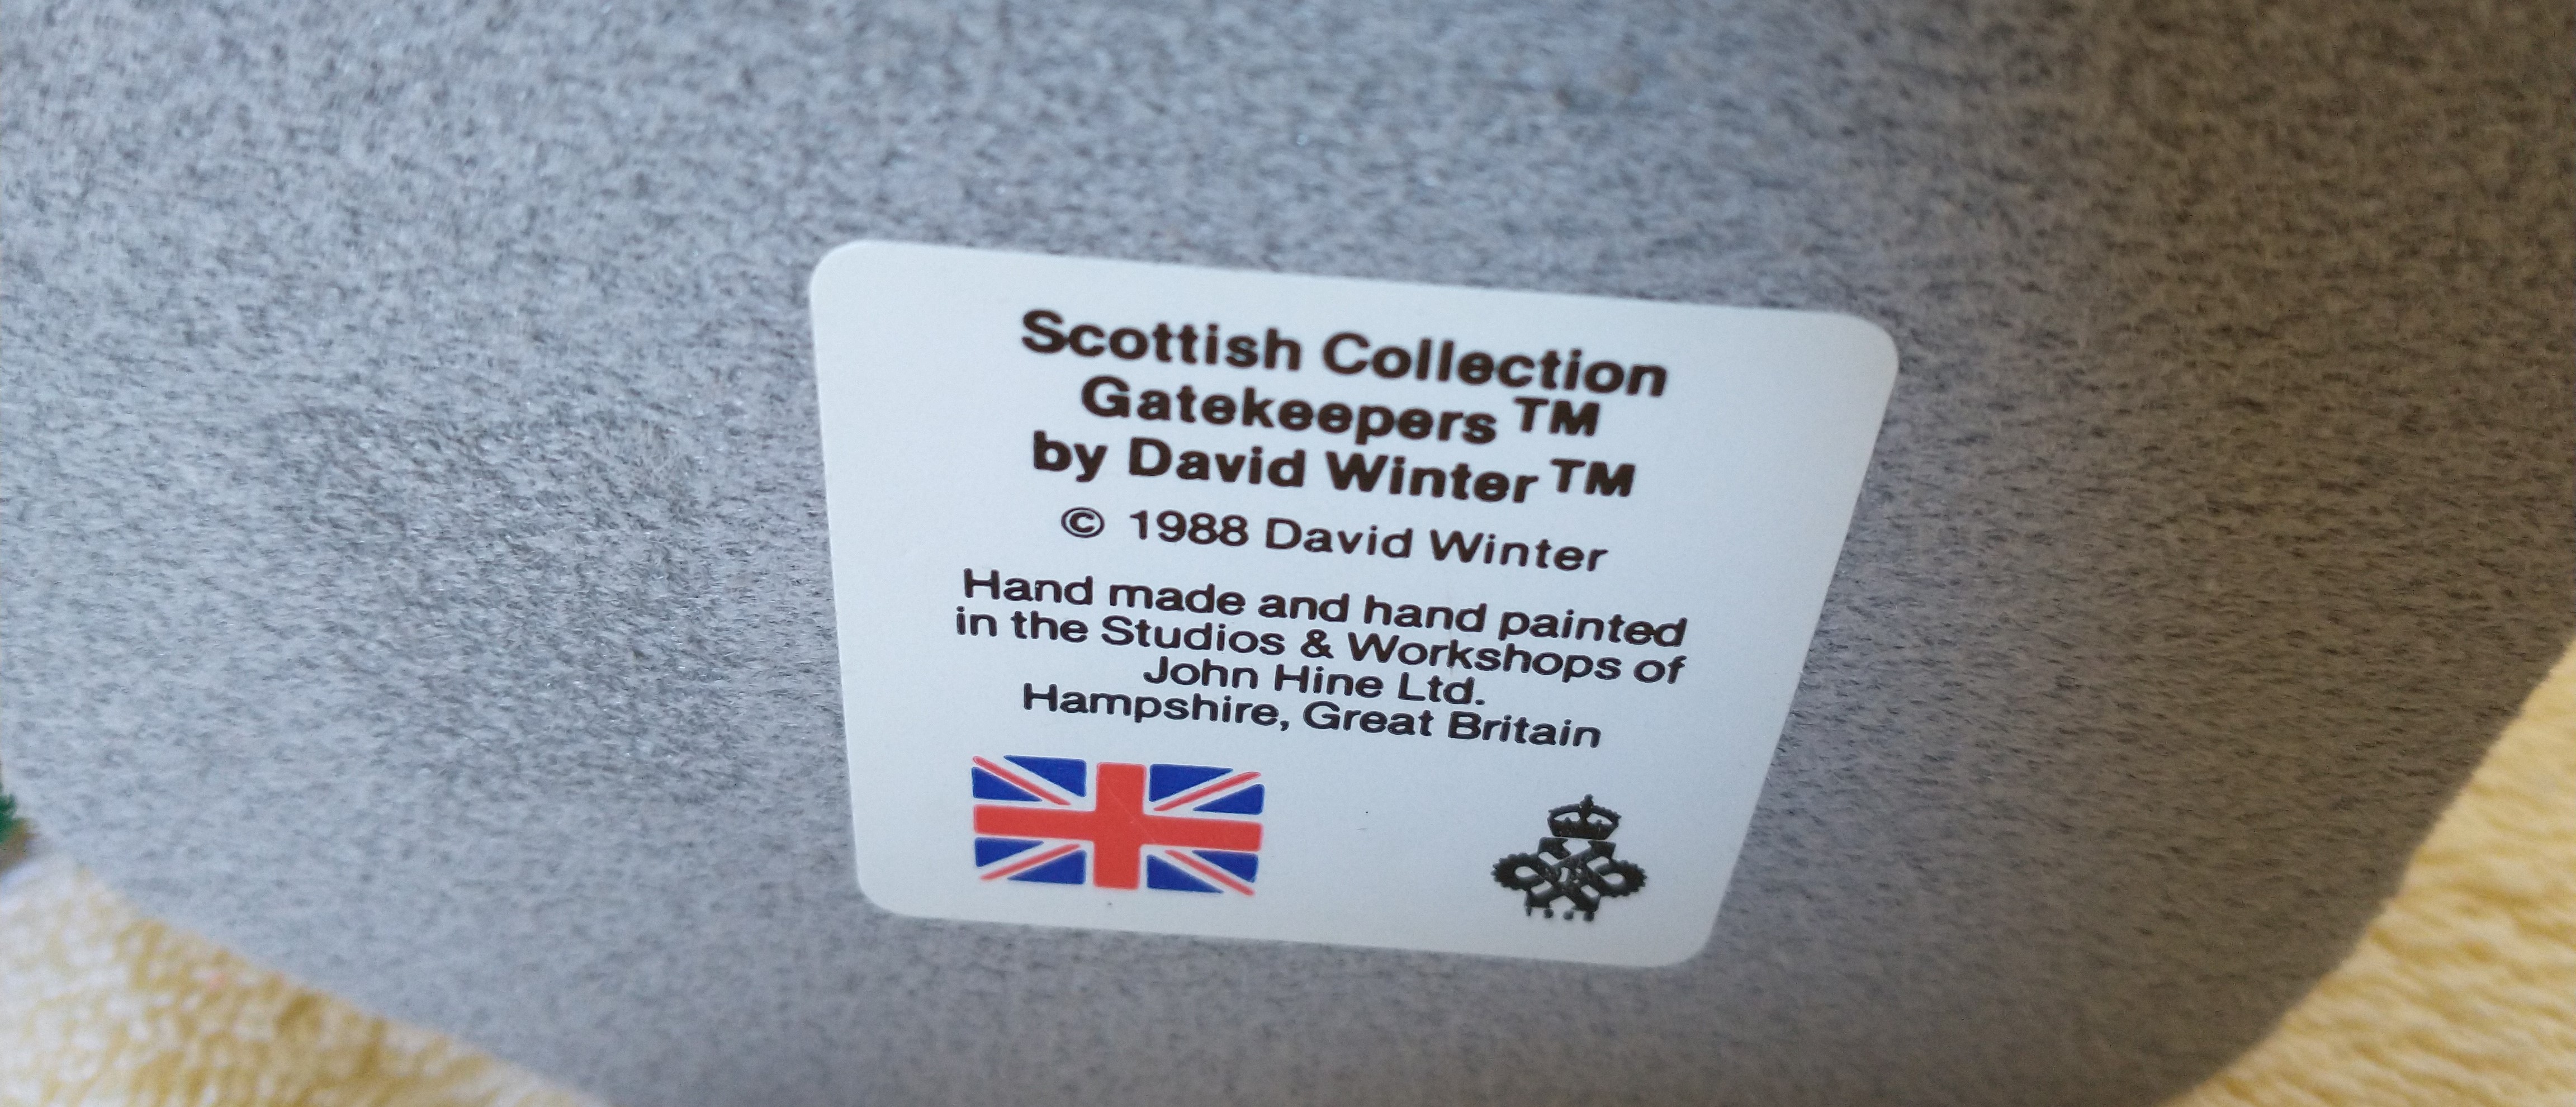 Scottish Collection
Gatekeepers TM
by David Winter TM
© 1988 David Winter
Hand made and hand painted
in the Studios & Workshops of
John Hine Ltd.
Hampshire, Great Britain